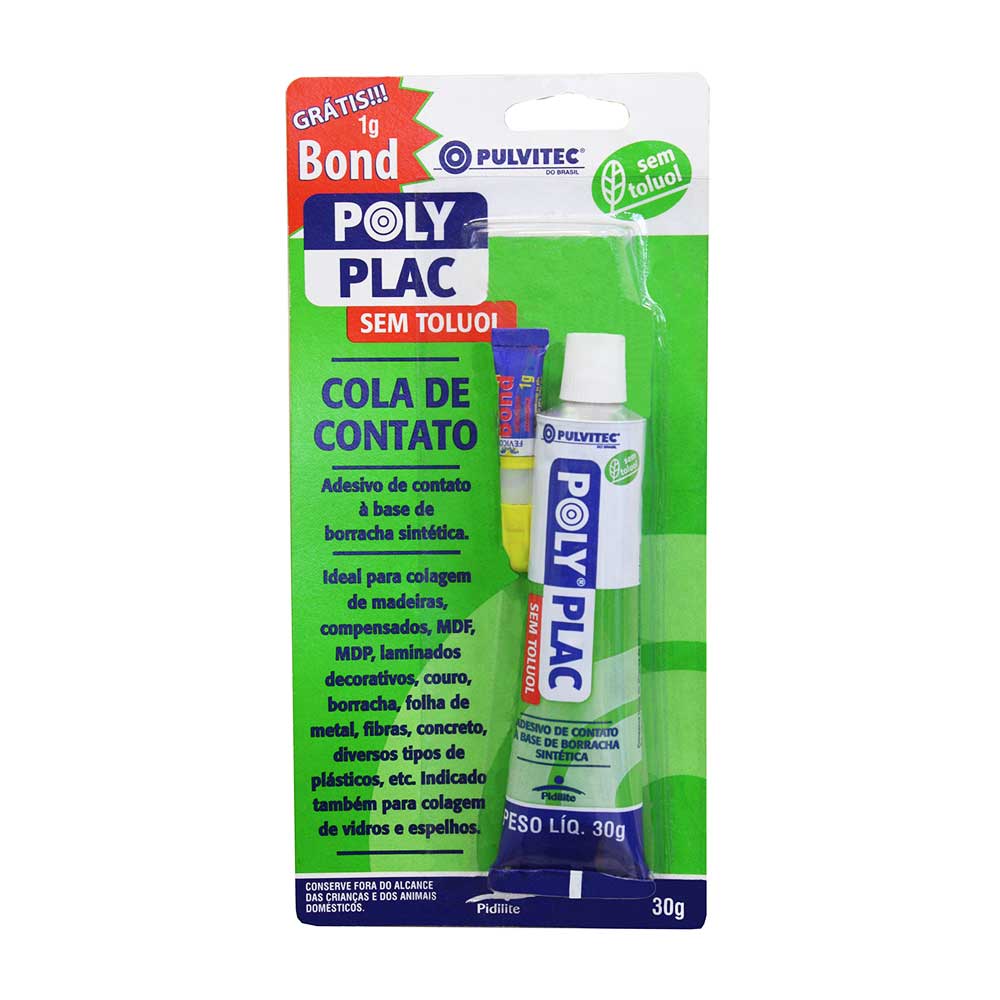 GRÁTIS!!!
1g
Bond
PULVITEC®
DO BRASIL
sem
toluol
POLY
PLAC
SEM TOLUOL
COLA DE
CONTATO
Adesivo de contato
à base de
borracha sintética.
Ideal para colagem
de madeiras,
compensados, MDF,
MDP, laminados
decorativos, couro,
borracha, folha de
metal, fibras, concreto,
diversos tipos de
plásticos, etc. Indicado
também para colagem
de vidros e espelhos.
CONSERVE FORA DO ALCANCE
DAS CRIANÇAS E DOS ANIMAIS
DOMÉSTICOS.
Pidilite
30g
Bond
1g
PULVITEC®
DO BRASIL
sem
toluol
POLY® PLAC
SEM TOLUOL
ADESIVO DE CONTATO
À BASE DE BORRACHA
SINTÉTICA
Pidilite
PESO LÍQ. 30g